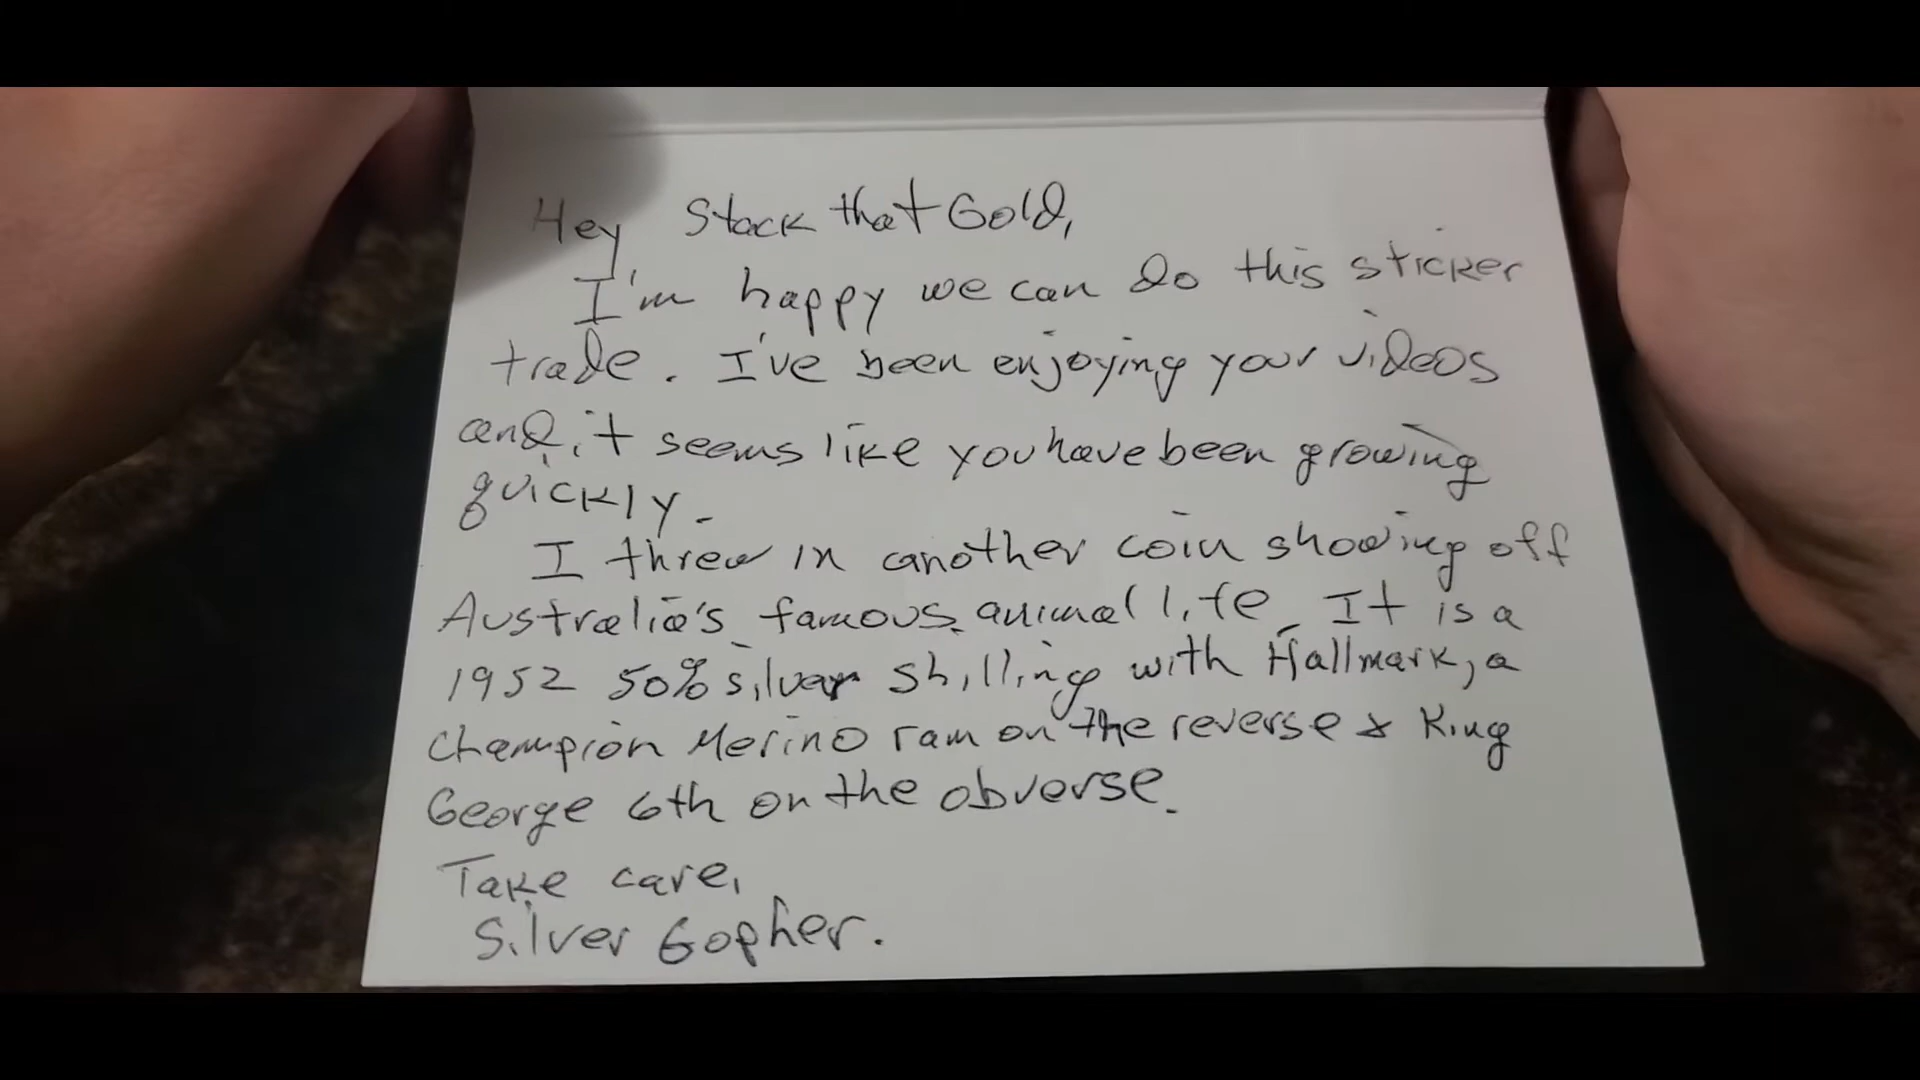 Hey Stack that Gold,
I'm happy we can do this sticker
trade. I've been enjoying your videos
and it seems like you have been growing
quickly.
I threw in another coin showing off
Australia's famous animal life. It is a
1952 50% silver shilling with Hallmark, a
champion Merino ram on the reverse & King
George 6th on the obverse.
Take care,
Silver Gopher.